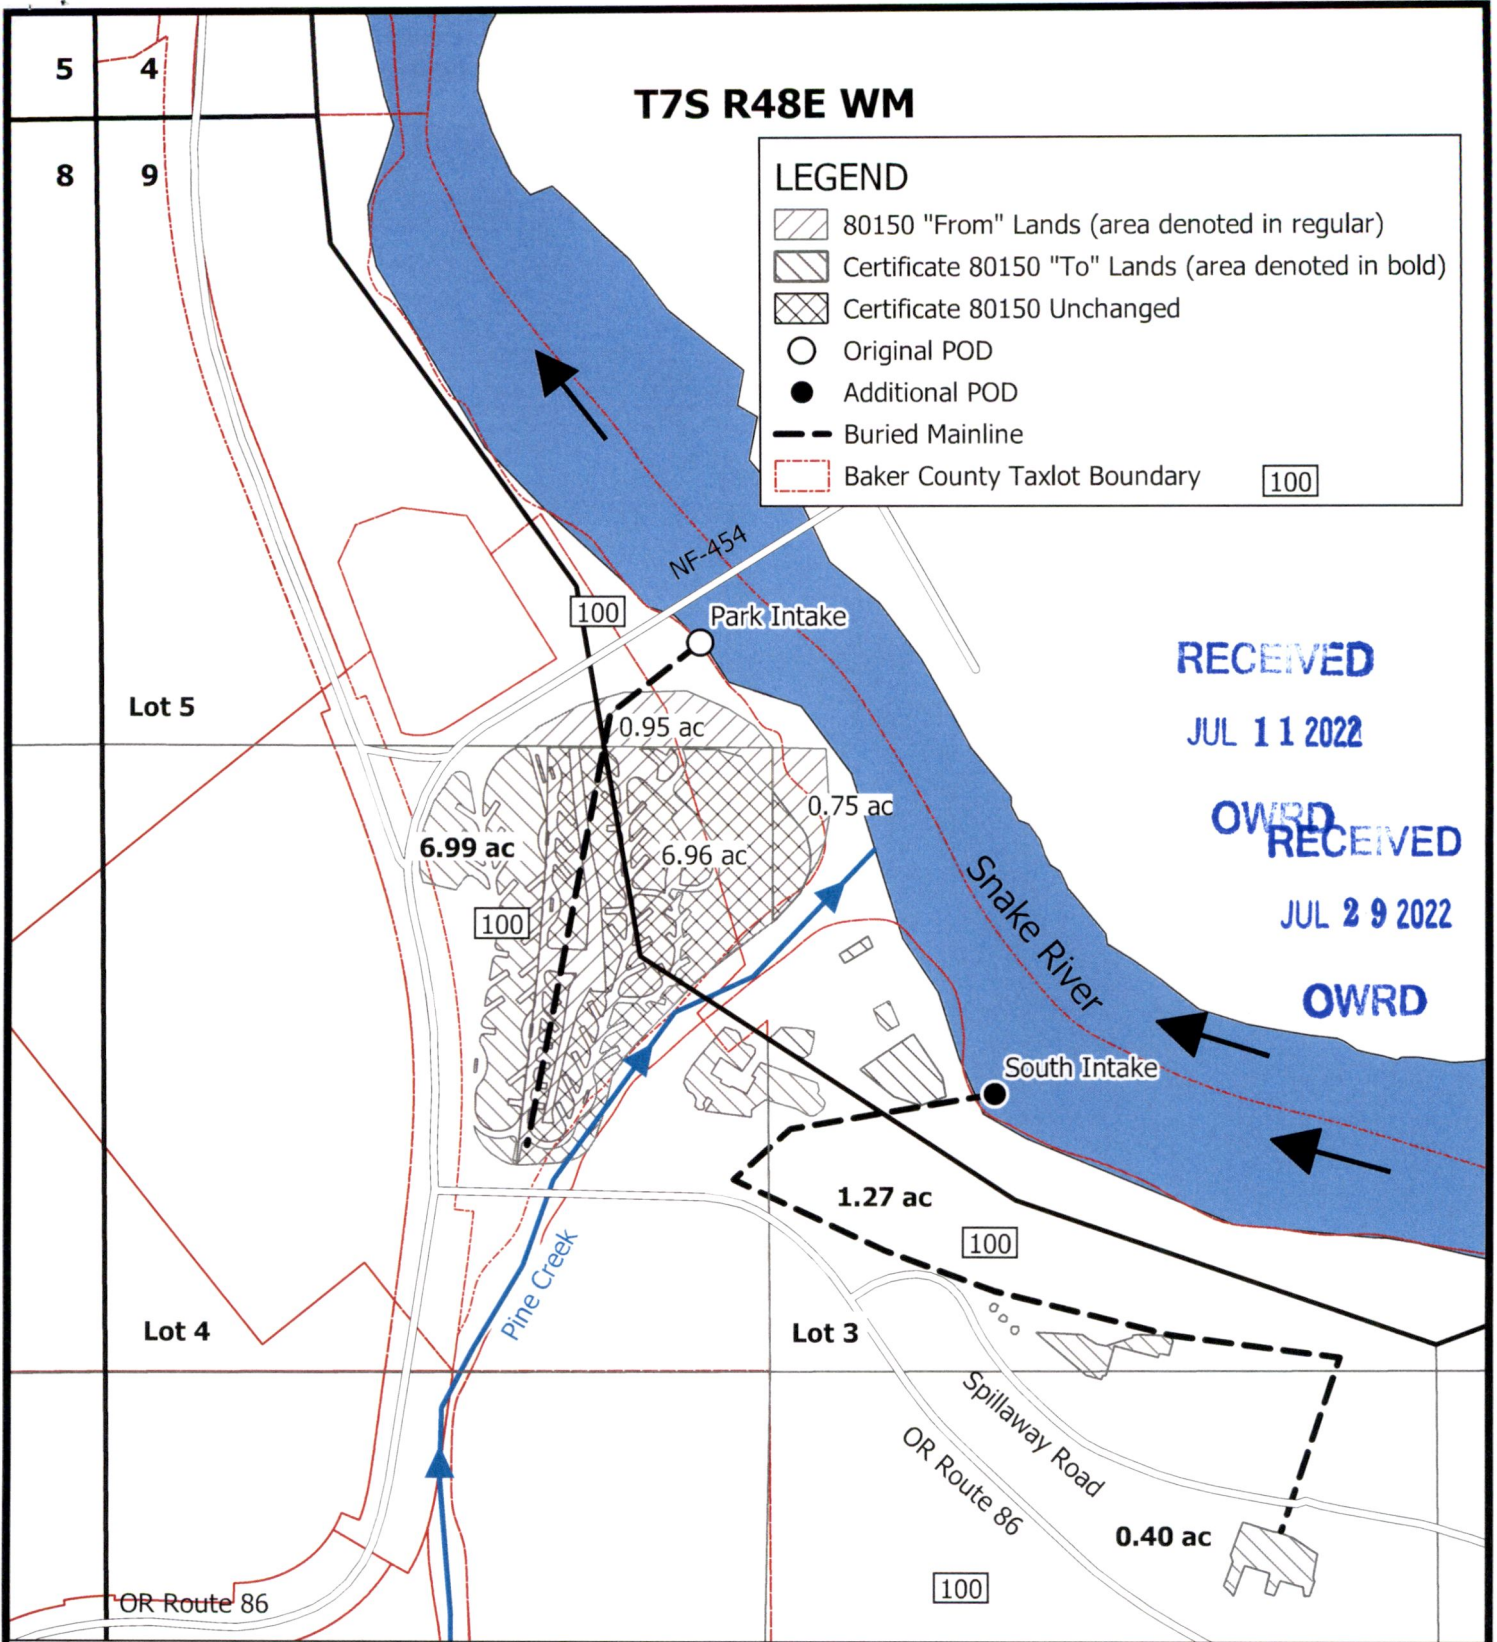 5 4
T7S R48E WM
8 9
LEGEND
80150 "From" Lands (area denoted in regular)
Certificate 80150 "To" Lands (area denoted in bold)
Certificate 80150 Unchanged
Original POD
Additional POD
Buried Mainline
Baker County Taxlot Boundary 100
NF-454
100
Park Intake
RECEIVED
Lot 5
0.95 ac
JUL 11 2022
0.75 ac
OWRD
6.99 ac
6.96 ac
RECEIVED
100
Snake River
JUL 29 2022
OWRD
South Intake
1.27 ac
100
Pine Creek
Lot 4
Lot 3
Spillaway Road
OR Route 86
0.40 ac
100
OR Route 86